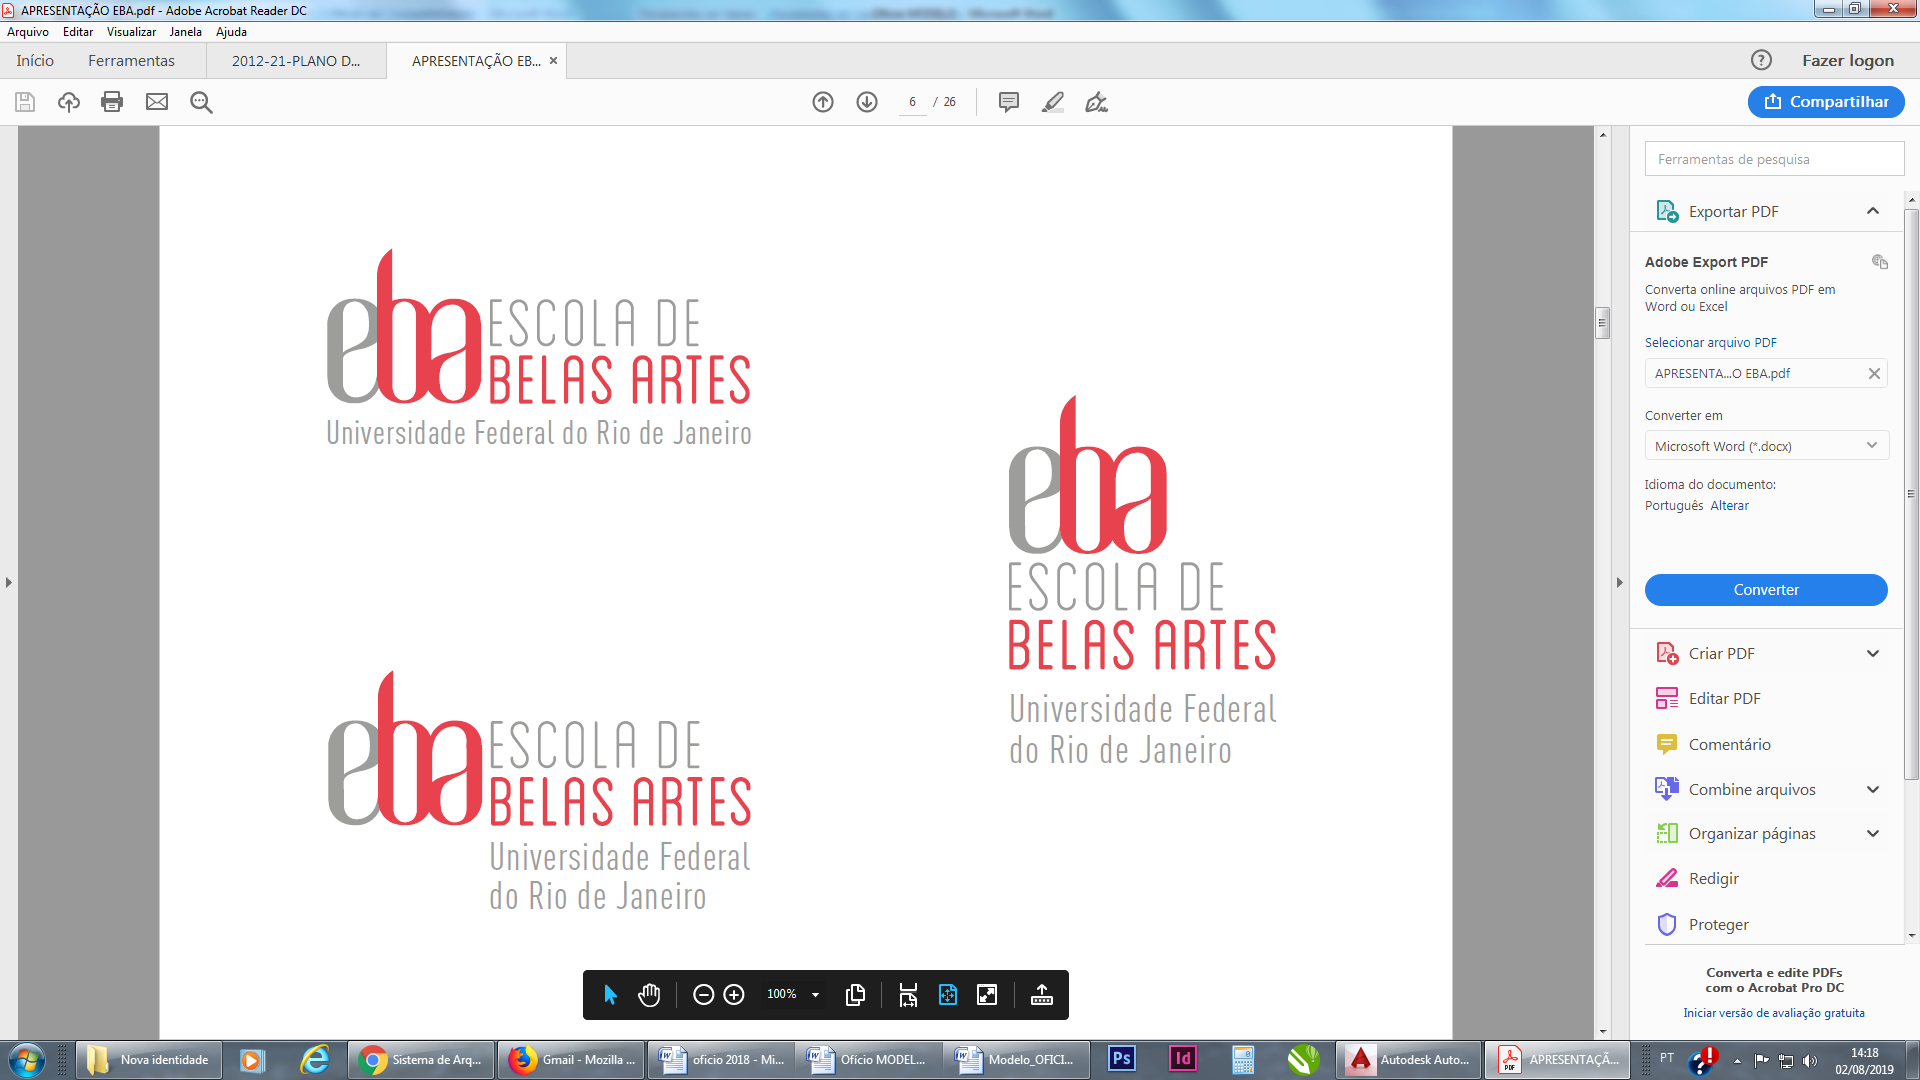 APRESENTAÇÃO EBA.pdf - Adobe Acrobat Reader DC
Arquivo Editar Visualizar Janela Ajuda
Início Ferramentas 2012-21-PLANO D... APRESENTAÇÃO EB... × ? Fazer logon
6 / 26 Compartilhar
eba ESCOLA DE
BELAS ARTES
Universidade Federal do Rio de Janeiro
eba
ESCOLA DE
BELAS ARTES
Universidade Federal
do Rio de Janeiro
eba ESCOLA DE
BELAS ARTES
Universidade Federal
do Rio de Janeiro
100%
Ferramentas de pesquisa
Exportar PDF
Adobe Export PDF
Converta online arquivos PDF em
Word ou Excel
Selecionar arquivo PDF
APRESENTA...O EBA.pdf
Converter em
Microsoft Word (*.docx)
Idioma do documento:
Português Alterar
Converter
Criar PDF
Editar PDF
Comentário
Combine arquivos
Organizar páginas
Redigir
Proteger
Converta e edite PDFs
com o Acrobat Pro DC
Iniciar versão de avaliação gratuita
Nova identidade Sistema de Arq... Gmail - Mozilla ... oficio 2018 - Mi... Ofício MODEL... Modelo_OFICI... Ps Id Autodesk Auto... PDF APRESENTAÇÃ... PT 14:18
02/08/2019